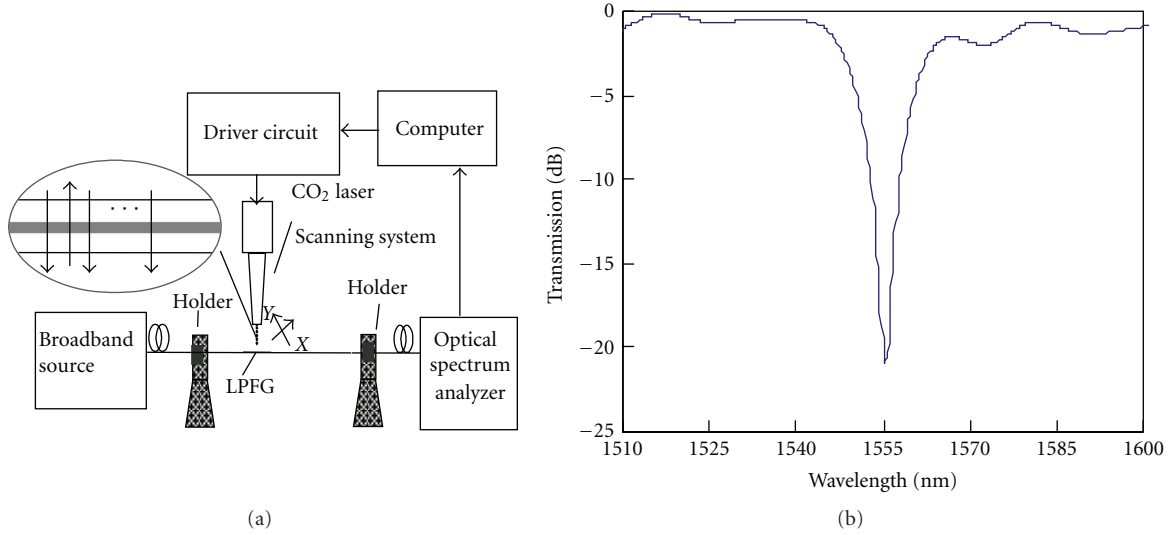 Driver circuit
Computer
CO₂ laser
Scanning system
. . .
Holder
Holder
Y
X
Broadband
source
LPFG
Optical
spectrum
analyzer
(a)
0
−5
−10
−15
−20
−25
Transmission (dB)
1510 1525 1540 1555 1570 1585 1600
Wavelength (nm)
(b)